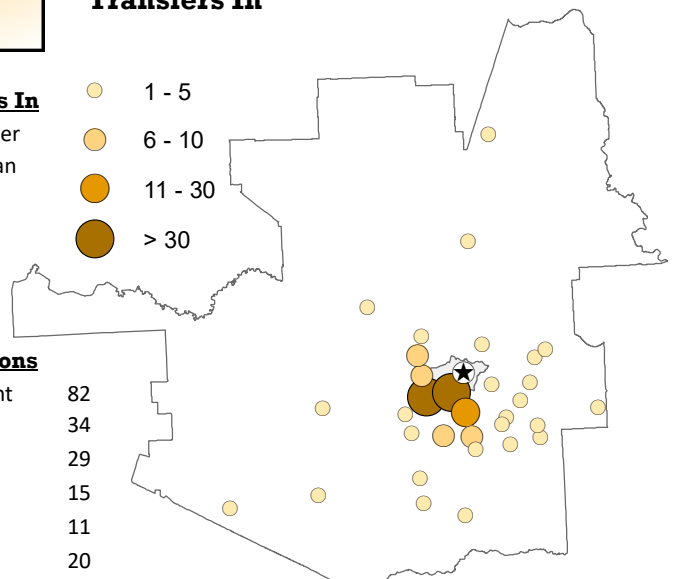 Transfers In
s In
er
an
1 - 5
6 - 10
11 - 30
> 30
ons
nt 82
34
29
15
11
20